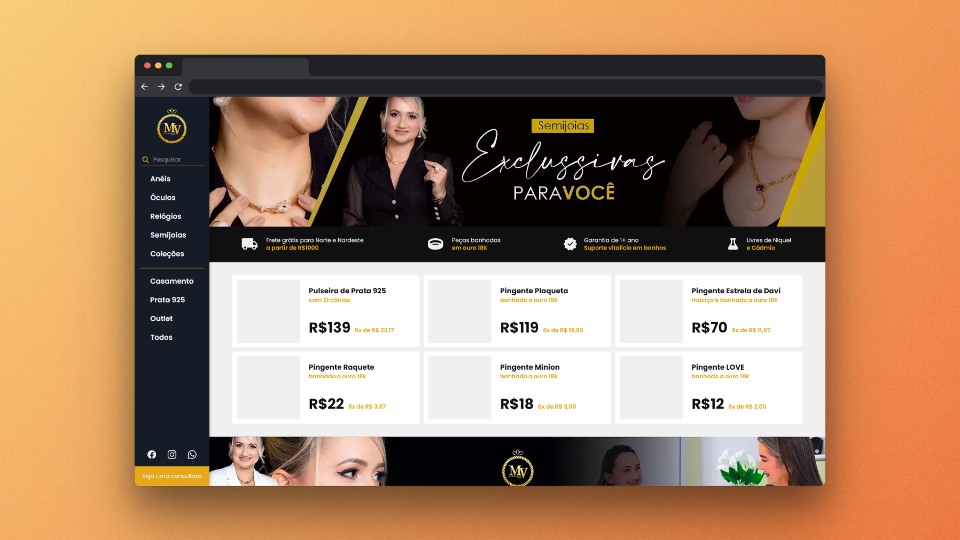 MV
Pesquisar
Anéis
Óculos
Relógios
Semijoias
Coleções
Casamento
Prata 925
Outlet
Todos
Seja uma consultora
Semijoias
Exclussivas
PARAVOCÊ
Frete grátis para Norte e Nordeste
a partir de R$1000
Peças banhadas
em ouro 18K
Garantia de 1+ ano
Suporte vitalício em banhos
Livres de Níquel
e Cádmio
Pulseira de Prata 925
com Zircônias
R$139 6x de R$ 23,17
Pingente Plaqueta
banhado a ouro 18k
R$119 6x de R$ 19,83
Pingente Estrela de Davi
maciço e banhado a ouro 18k
R$70 6x de R$ 11,67
Pingente Raquete
banhado a ouro 18k
R$22 6x de R$ 3,67
Pingente Minion
banhado a ouro 18k
R$18 6x de R$ 3,00
Pingente LOVE
banhado a ouro 18k
R$12 6x de R$ 2,00
MV